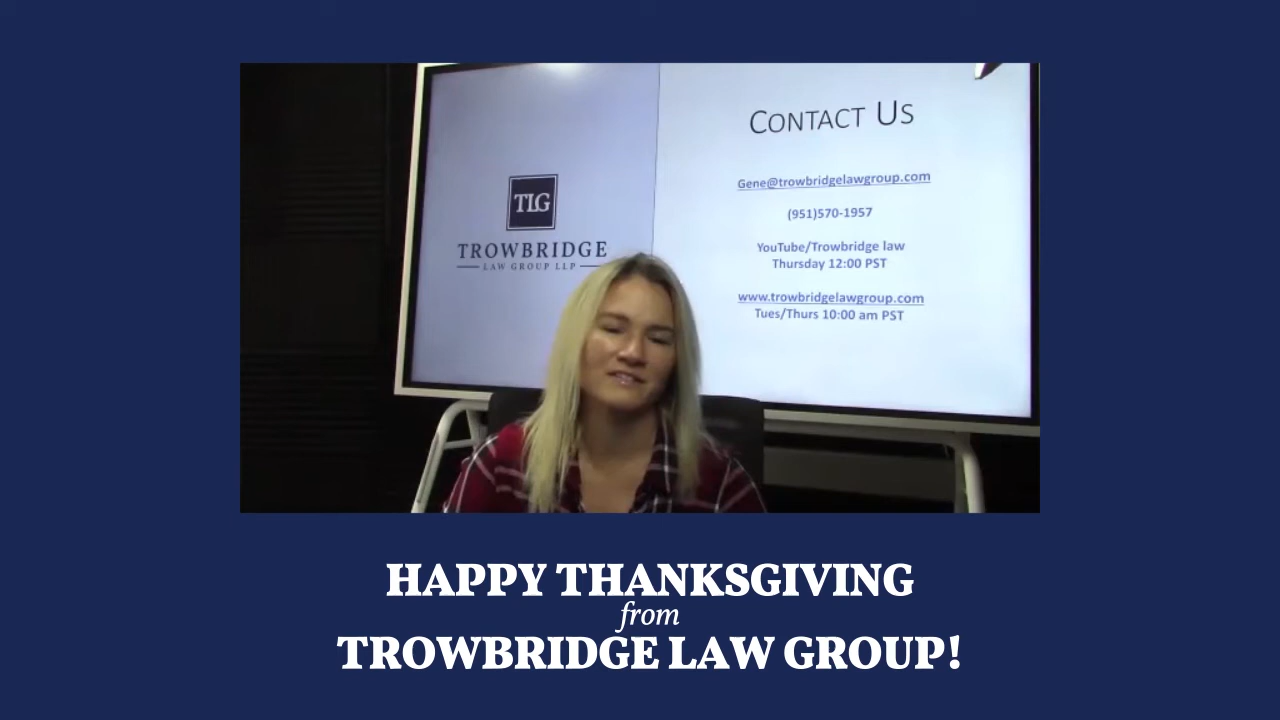 CONTACT US
Gene@trowbridgelawgroup.com
(951)570-1957
YouTube/Trowbridge law
Thursday 12:00 PST
www.trowbridgelawgroup.com
Tues/Thurs 10:00 am PST
TLG
TROWBRIDGE
LAW GROUP LLP
HAPPY THANKSGIVING
from
TROWBRIDGE LAW GROUP!